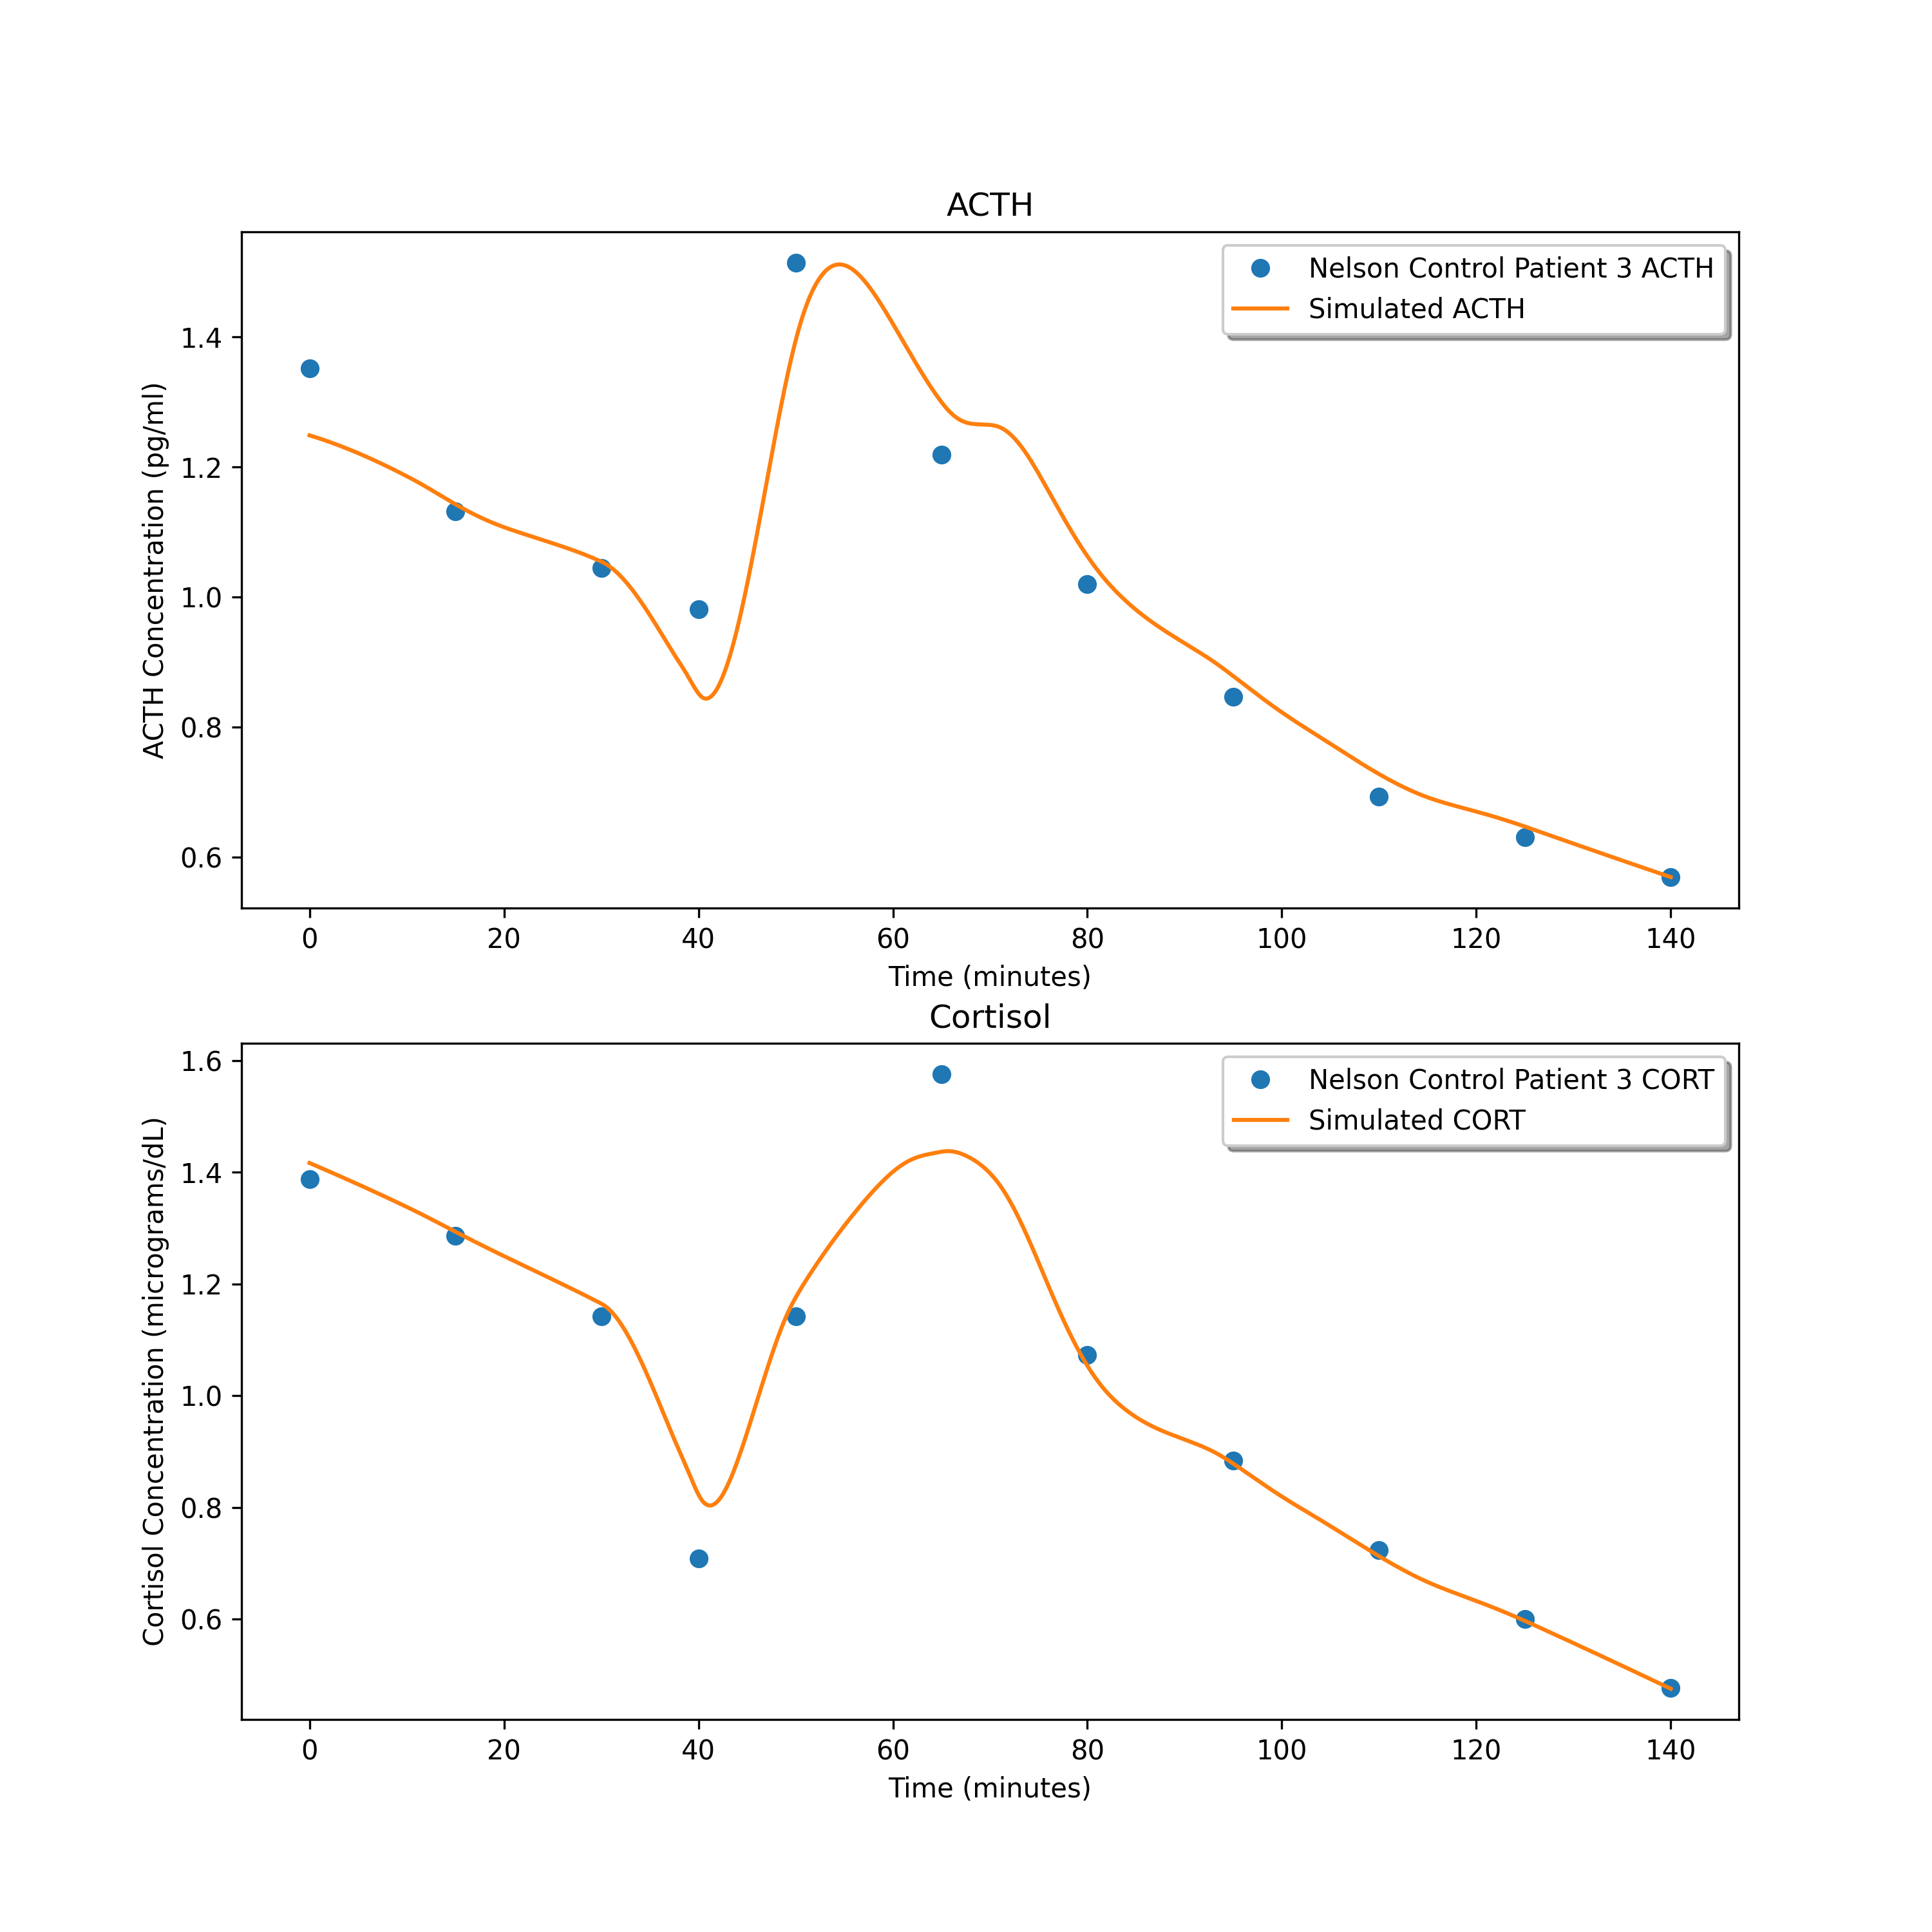 ACTH
Nelson Control Patient 3 ACTH
Simulated ACTH
ACTH Concentration (pg/ml)
1.4
1.2
1.0
0.8
0.6
0 20 40 60 80 100 120 140
Time (minutes)
Cortisol
Nelson Control Patient 3 CORT
Simulated CORT
Cortisol Concentration (micrograms/dL)
1.6
1.4
1.2
1.0
0.8
0.6
0 20 40 60 80 100 120 140
Time (minutes)